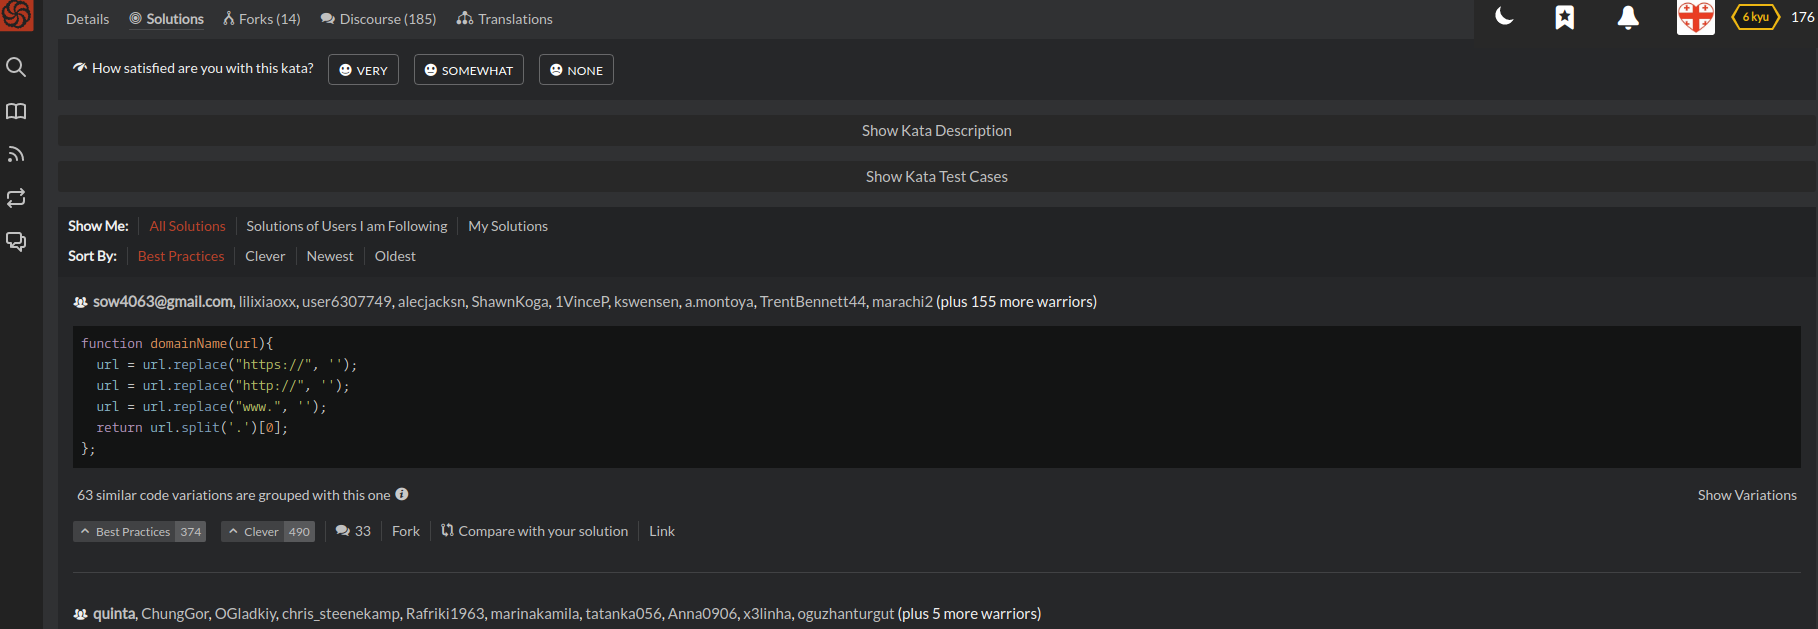 Details Solutions Forks (14) Discourse (185) Translations 6 kyu 176
How satisfied are you with this kata? VERY SOMEWHAT NONE
Show Kata Description
Show Kata Test Cases
Show Me: All Solutions Solutions of Users I am Following My Solutions
Sort By: Best Practices Clever Newest Oldest
sow4063@gmail.com, lilixiaoxx, user6307749, alecjacksn, ShawnKoga, 1VinceP, kswensen, a.montoya, TrentBennett44, marachi2 (plus 155 more warriors)
function domainName(url){
url = url.replace("https://", '');
url = url.replace("http://", '');
url = url.replace("www.", '');
return url.split('.')[0];
};
63 similar code variations are grouped with this one Show Variations
Best Practices 374 Clever 490 33 Fork Compare with your solution Link
quinta, ChungGor, OGladkiy, chris_steenekamp, Rafriki1963, marinakamila, tatanka056, Anna0906, x3linha, oguzhanturgut (plus 5 more warriors)